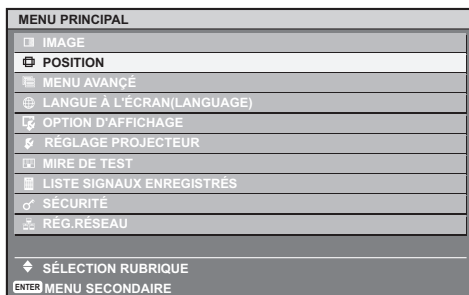 MENU PRINCIPAL
IMAGE
POSITION
MENU AVANÇÉ
LANGUE À L'ÉCRAN(LANGUAGE)
OPTION D'AFFICHAGE
RÉGLAGE PROJECTEUR
MIRE DE TEST
LISTE SIGNAUX ENREGISTRÉS
SÉCURITÉ
RÉG.RÉSEAU
SÉLECTION RUBRIQUE
ENTER MENU SECONDAIRE